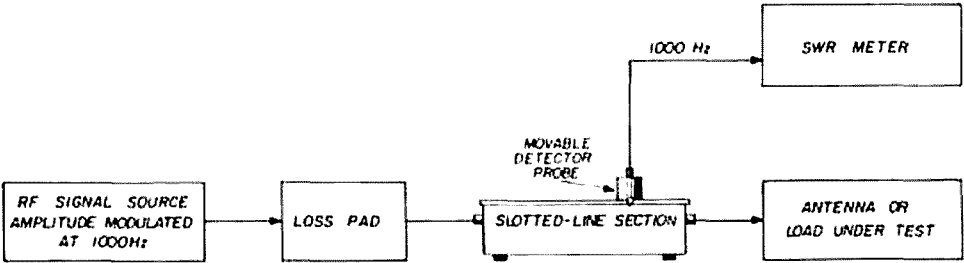 1000 Hz
SWR METER
MOVABLE
DETECTOR
PROBE
RF SIGNAL SOURCE
AMPLITUDE MODULATED
AT 1000Hz
LOSS PAD
SLOTTED-LINE SECTION
ANTENNA OR
LOAD UNDER TEST